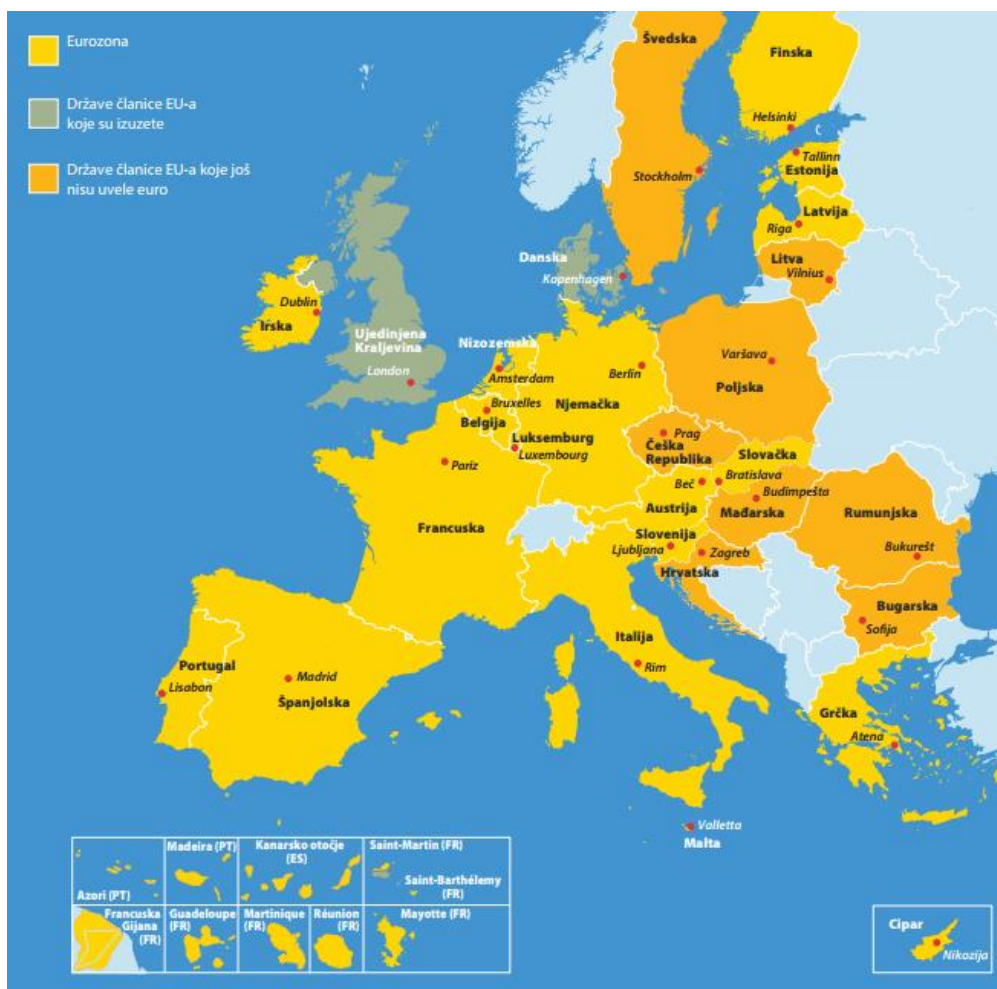 Eurozona
Države članice EU-a
koje su izuzete
Države članice EU-a koje još
nisu uvele euro
Švedska
Finska
Helsinki
Tallinn
Estonija
Stockholm
Latvija
Riga
Litva
Vilnius
Danska
Kopenhagen
Dublin
Irska
Ujedinjena
Kraljevina
London
Nizozemska
Amsterdam
Berlin
Varšava
Poljska
Njemačka
Bruxelles
Belgija
Luksemburg
Luxembourg
Prag
Češka
Republika
Slovačka
Pariz
Beč
Bratislava
Budimpešta
Austrija
Mađarska
Rumunjska
Francuska
Slovenija
Ljubljana
Zagreb
Hrvatska
Bukurešt
Bugarska
Sofija
Italija
Rim
Portugal
Lisabon
Madrid
Španjolska
Grčka
Atena
Valletta
Malta
Azori (PT)
Madeira (PT)
Kanarsko otočje
(ES)
Saint-Martin (FR)
Saint-Barthélemy
(FR)
Francuska
Gijana
(FR)
Guadeloupe
(FR)
Martinique
(FR)
Réunion
(FR)
Mayotte (FR)
Cipar
Nikozija